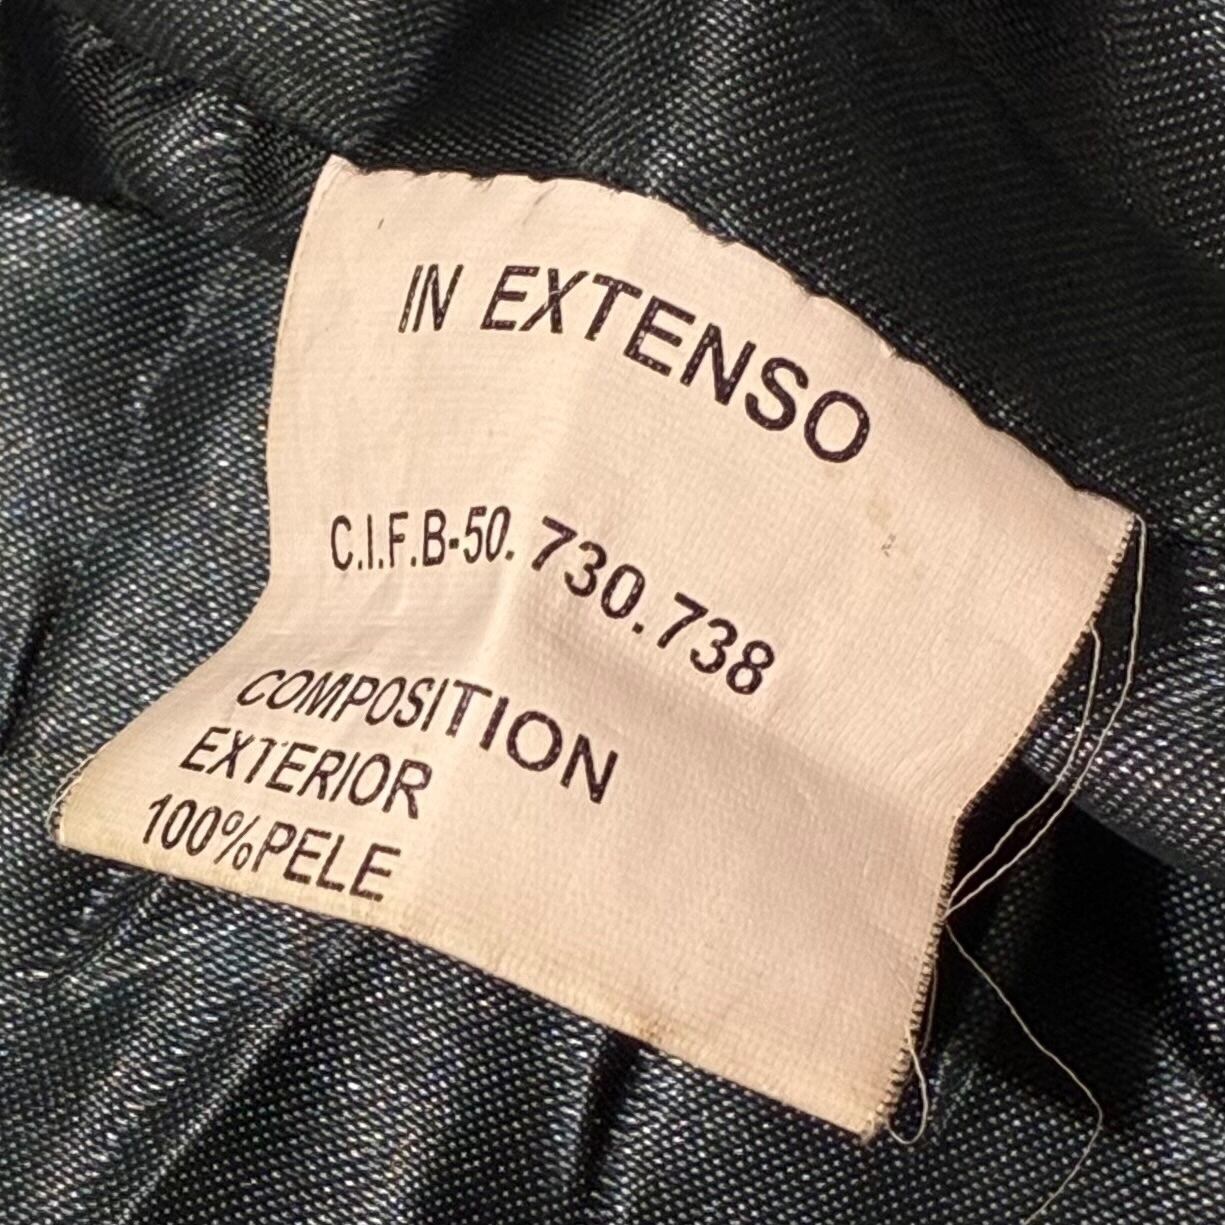 IN EXTENSO
C.I.F.B-50.730.738
COMPOSITION
EXTERIOR
100%PELE